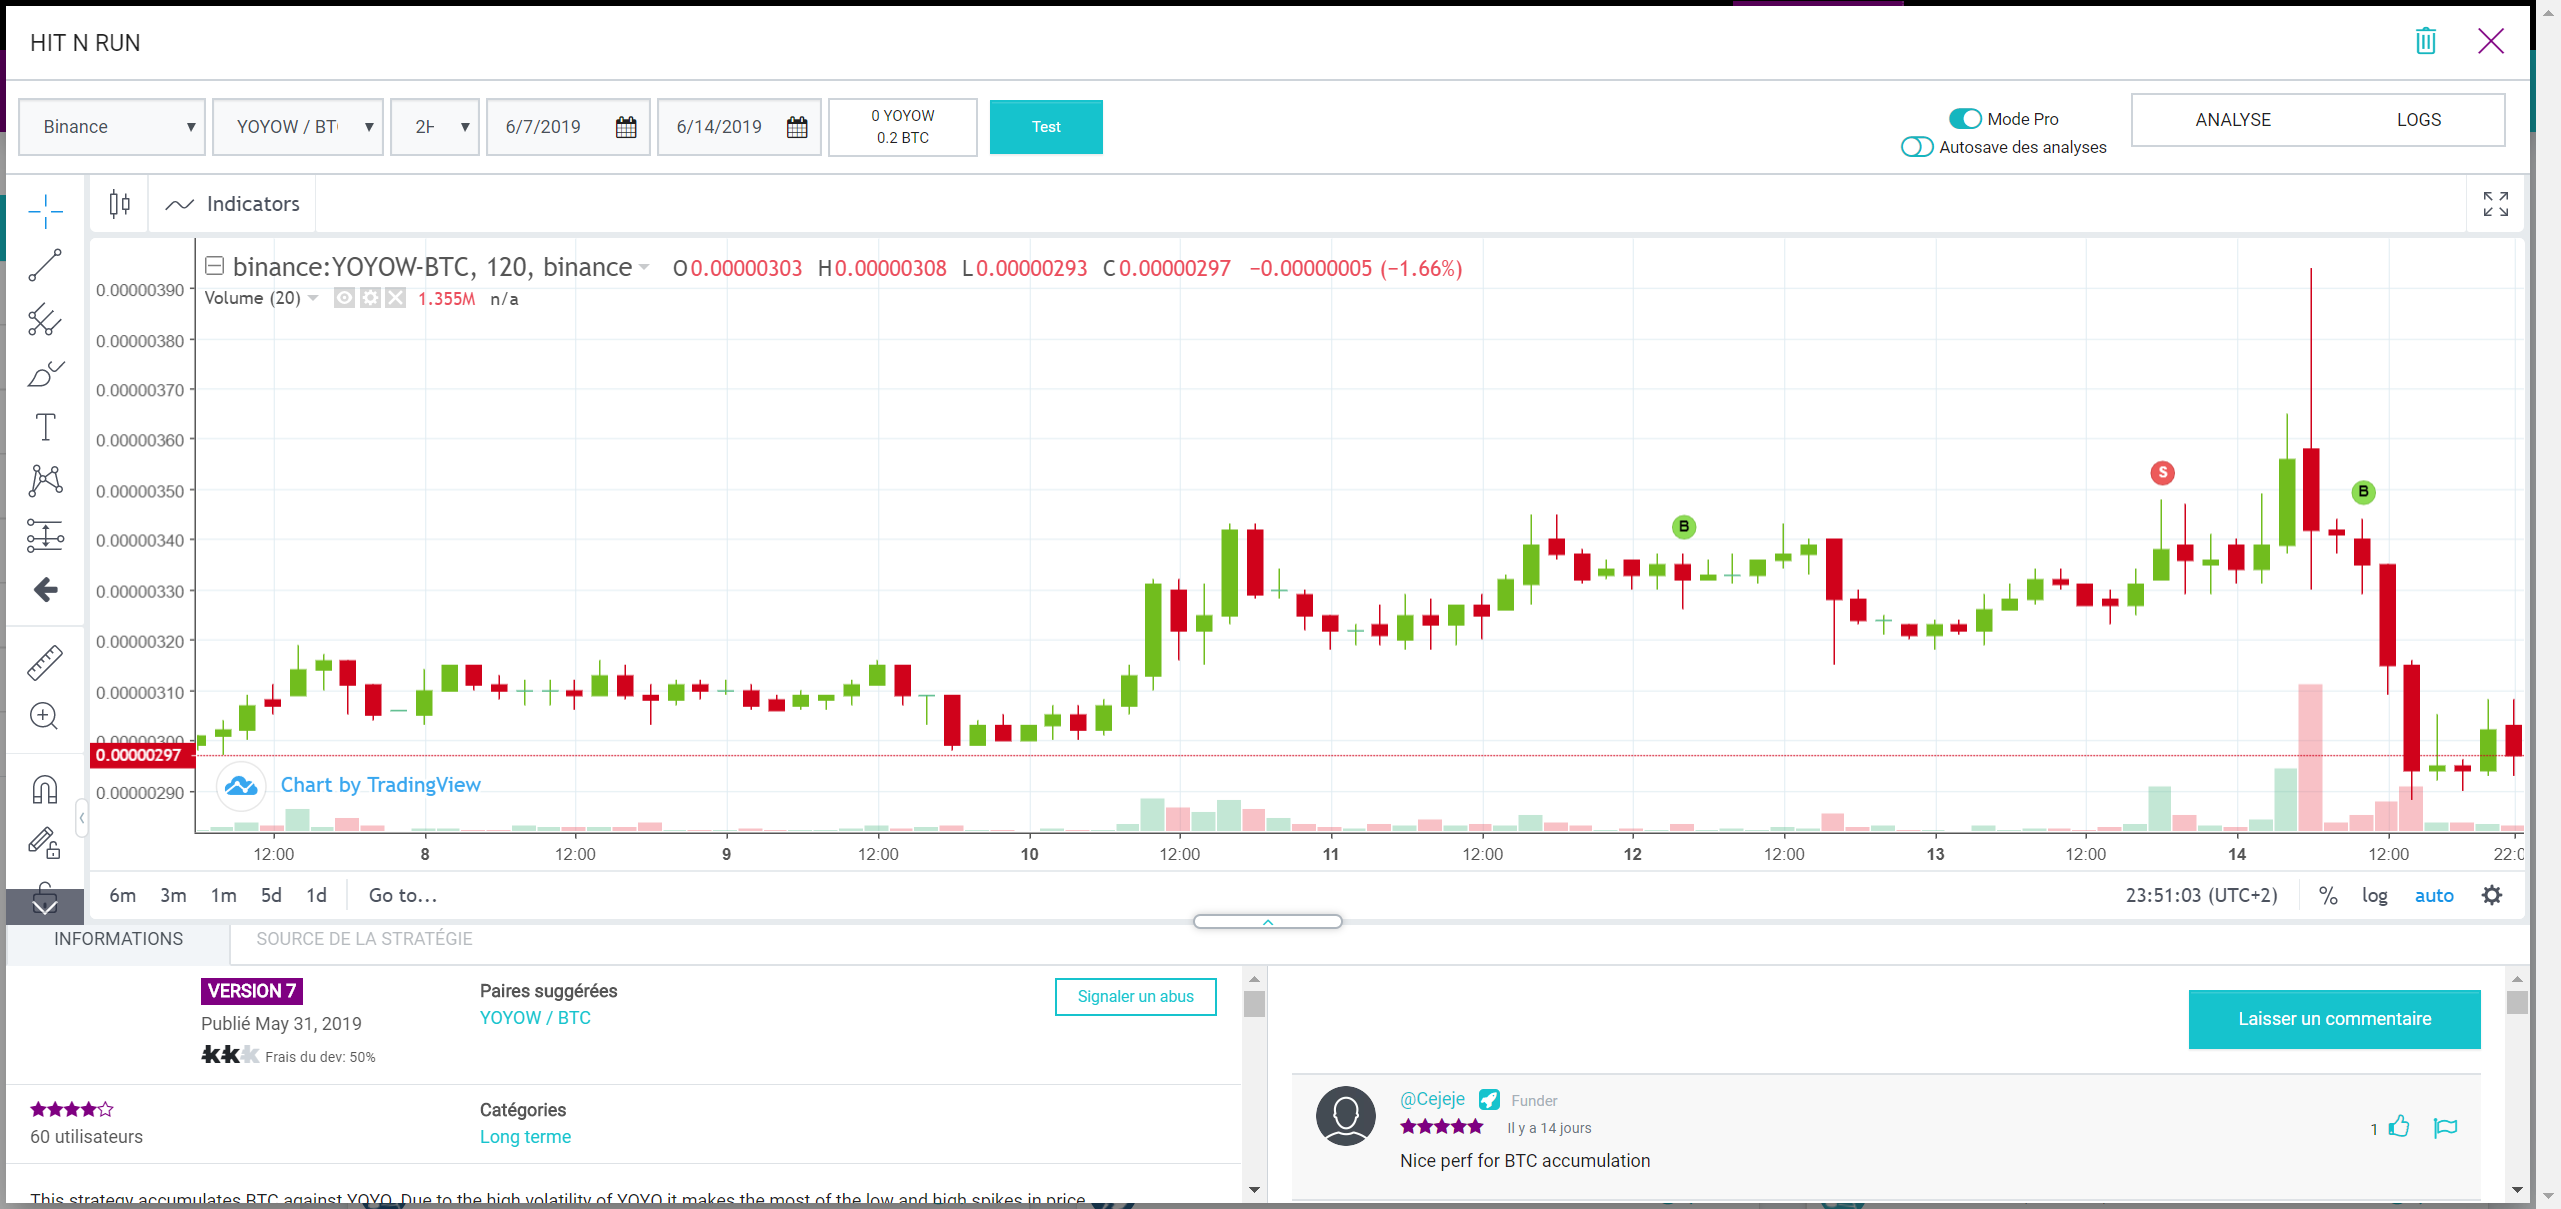 HIT N RUN
Binance
YOYOW / BT
2H
6/7/2019
6/14/2019
0 YOYOW
0.2 BTC
Test
Mode Pro
Autosave des analyses
ANALYSE
LOGS
Indicators
binance:YOYOW-BTC, 120, binance O0.00000303 H0.00000308 L0.00000293 C0.00000297 −0.00000005 (−1.66%)
Volume (20) 1.355M n/a
0.00000390
0.00000380
0.00000370
0.00000360
0.00000350
0.00000340
0.00000330
0.00000320
0.00000310
0.00000300
0.00000297
0.00000290
S
B
B
Chart by TradingView
12:00 8 12:00 9 12:00 10 12:00 11 12:00 12 12:00 13 12:00 14 12:00 22:0
6m 3m 1m 5d 1d Go to...
23:51:03 (UTC+2) % log auto
INFORMATIONS
SOURCE DE LA STRATÉGIE
VERSION 7
Publié May 31, 2019
Frais du dev: 50%
Paires suggérées
YOYOW / BTC
Signaler un abus
60 utilisateurs
Catégories
Long terme
This strategy accumulates BTC against YOYO. Due to the high volatility of YOYO it makes the most of the low and high spikes in price
Laisser un commentaire
@Cejeje Funder
Il y a 14 jours
1
Nice perf for BTC accumulation